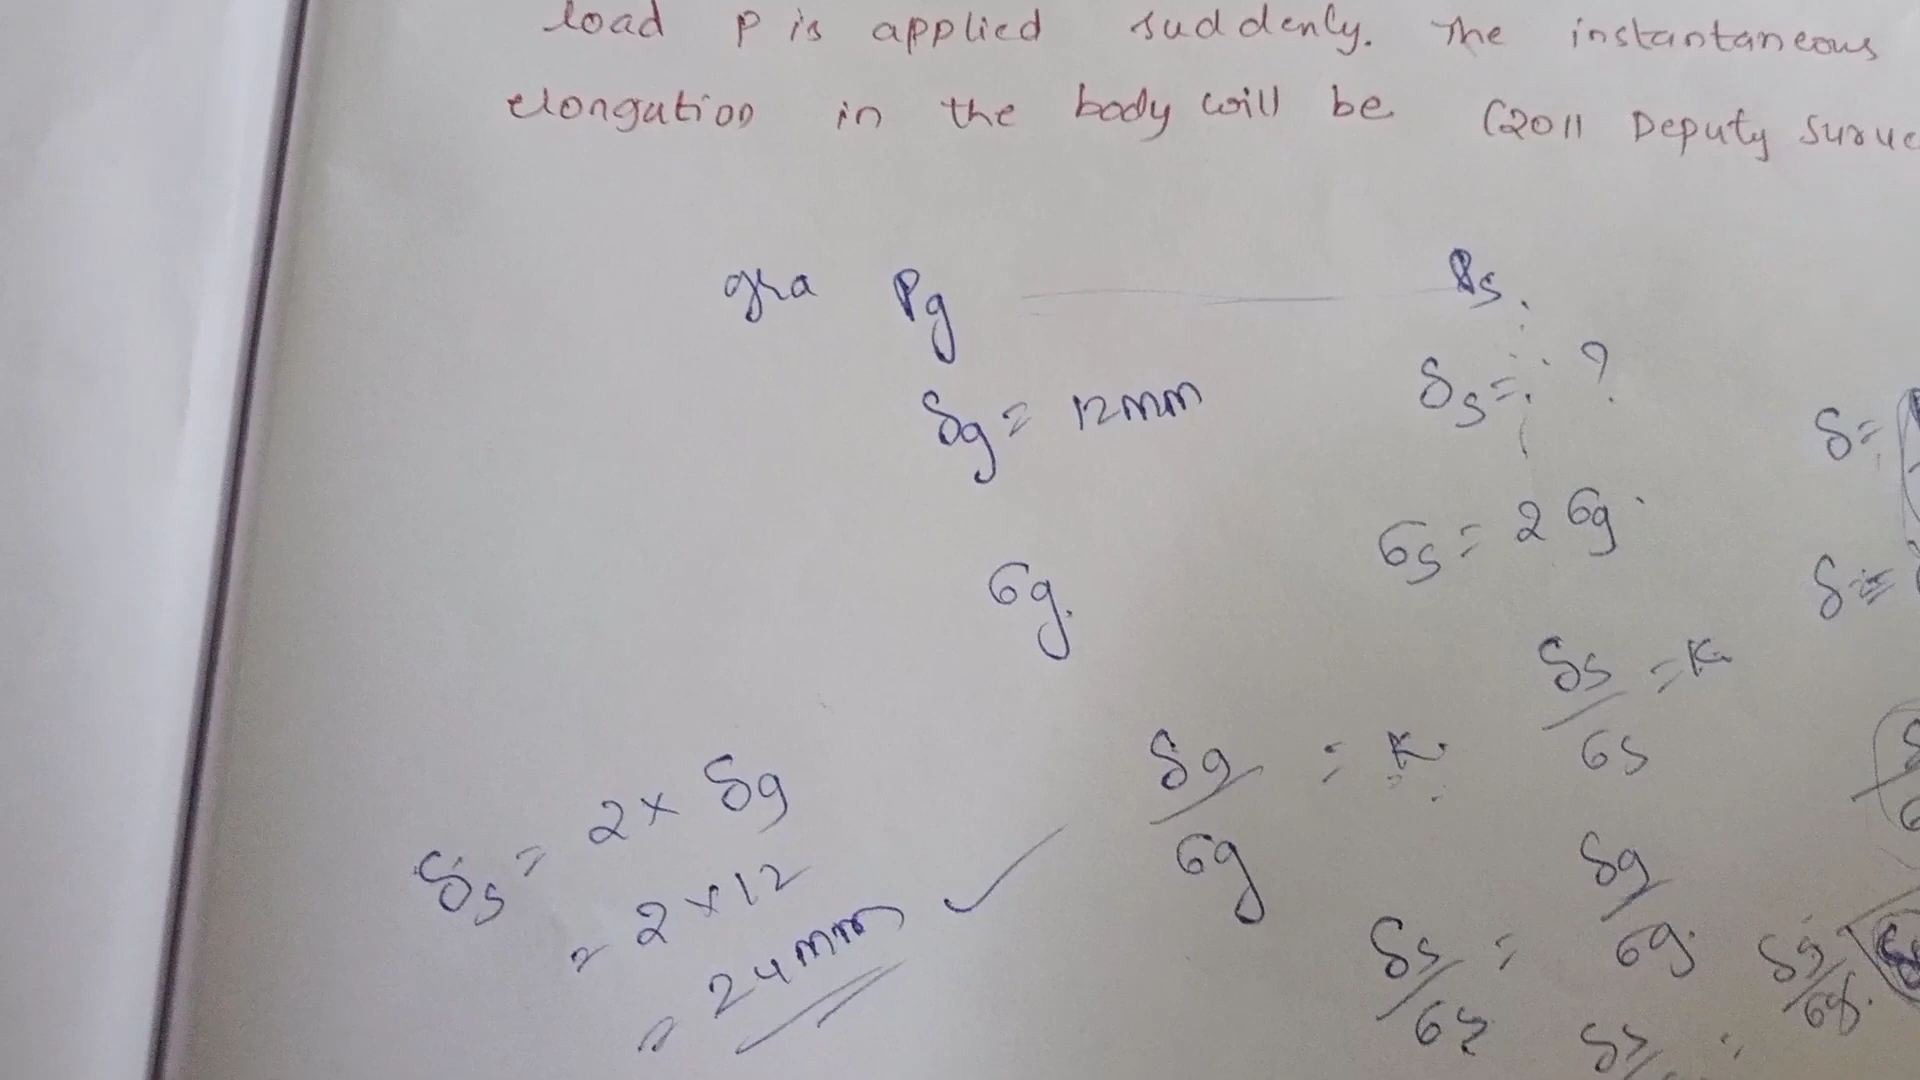 load P is applied suddenly. The instantaneous
elongation in the body will be (2011 Deputy
gra Pg Ps.
δg = 12mm δs = ?
σg. σs = 2σg
δ=
δ=
δs/σs = K
δg/σg = K
δs = 2 x δg
= 2 x 12
= 24mm ✓
δs/σs = δg/σg.